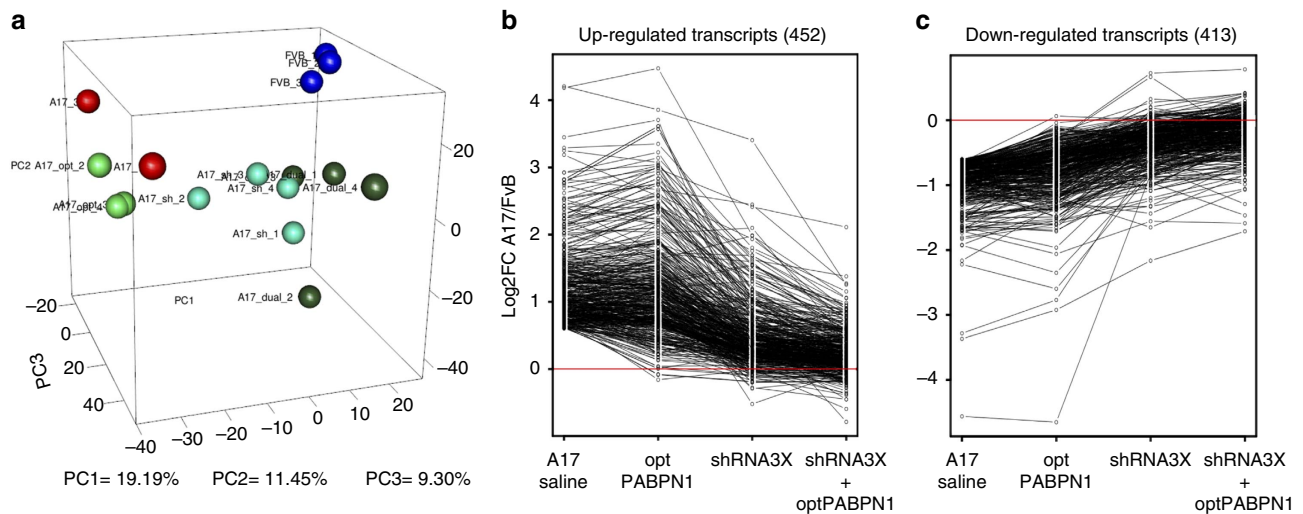 a
FVB_1
FVB_2
FVB_3
A17_3
PC2
A17_opt_2
A17_
A17_opt_4
A17_sh_2
A17_sh_3
A17_sh_4
dual_1
A17_dual_4
A17_sh_1
A17_dual_2
PC1
20
0
−20
−40
−20
0
20
40
PC3
−40
−30
−20
−10
0
10
20
PC1= 19.19% PC2= 11.45% PC3= 9.30%
b
Up-regulated transcripts (452)
Log2FC A17/FvB
4
3
2
1
0
A17
saline
opt
PABPN1
shRNA3X
shRNA3X
+
optPABPN1
c
Down-regulated transcripts (413)
0
−1
−2
−3
−4
A17
saline
opt
PABPN1
shRNA3X
shRNA3X
+
optPABPN1